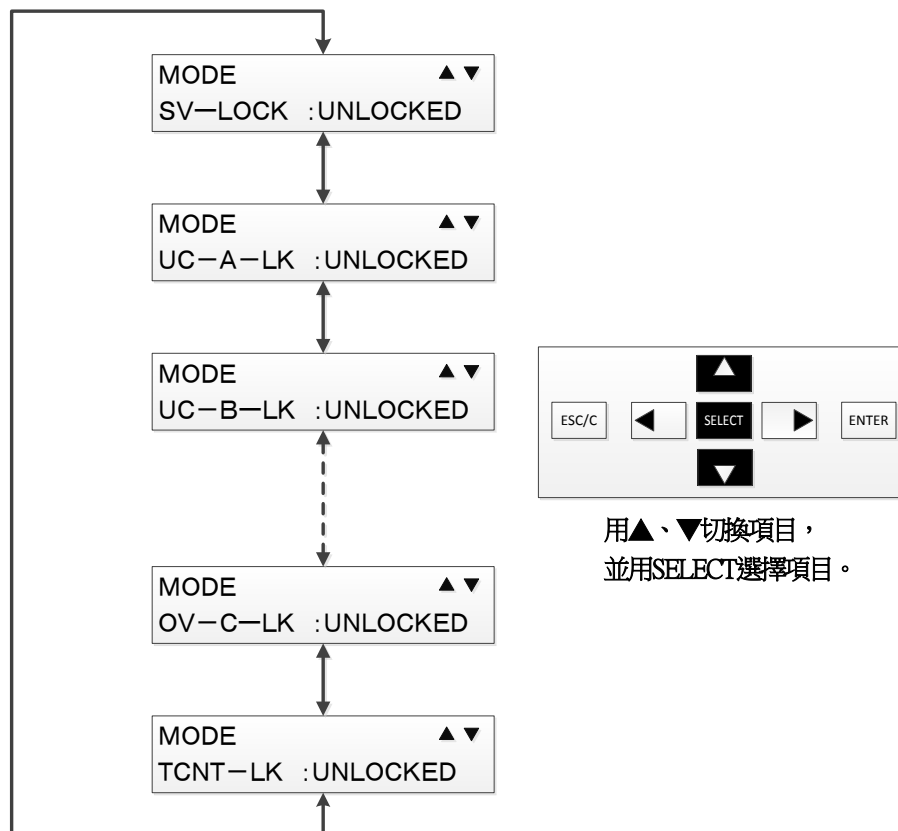 MODE ▲ ▼
SV－LOCK :UNLOCKED
MODE ▲ ▼
UC－A－LK :UNLOCKED
MODE ▲ ▼
UC－B－LK :UNLOCKED
ESC/C ◀ SELECT ▶ ENTER
用▲、▼切換項目，
並用SELECT選擇項目。
MODE ▲ ▼
OV－C－LK :UNLOCKED
MODE ▲ ▼
TCNT－LK :UNLOCKED